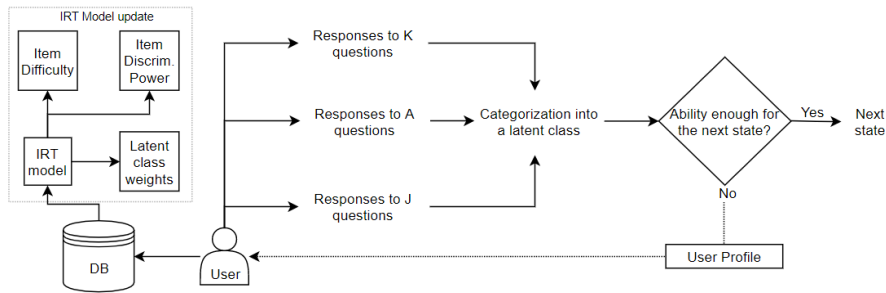 IRT Model update
Item
Difficulty
Item
Discrim.
Power
IRT
model
Latent
class
weights
DB
User
Responses to K
questions
Responses to A
questions
Responses to J
questions
Categorization into
a latent class
Ability enough for
the next state?
Yes
Next
state
No
User Profile